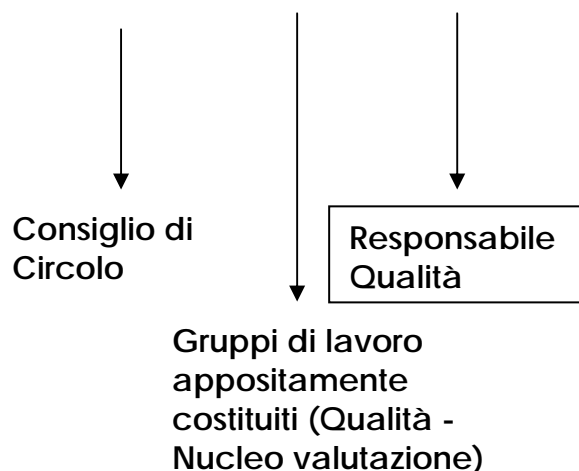 Consiglio di
Circolo
Responsabile
Qualità
Gruppi di lavoro
appositamente
costituiti (Qualità -
Nucleo valutazione)